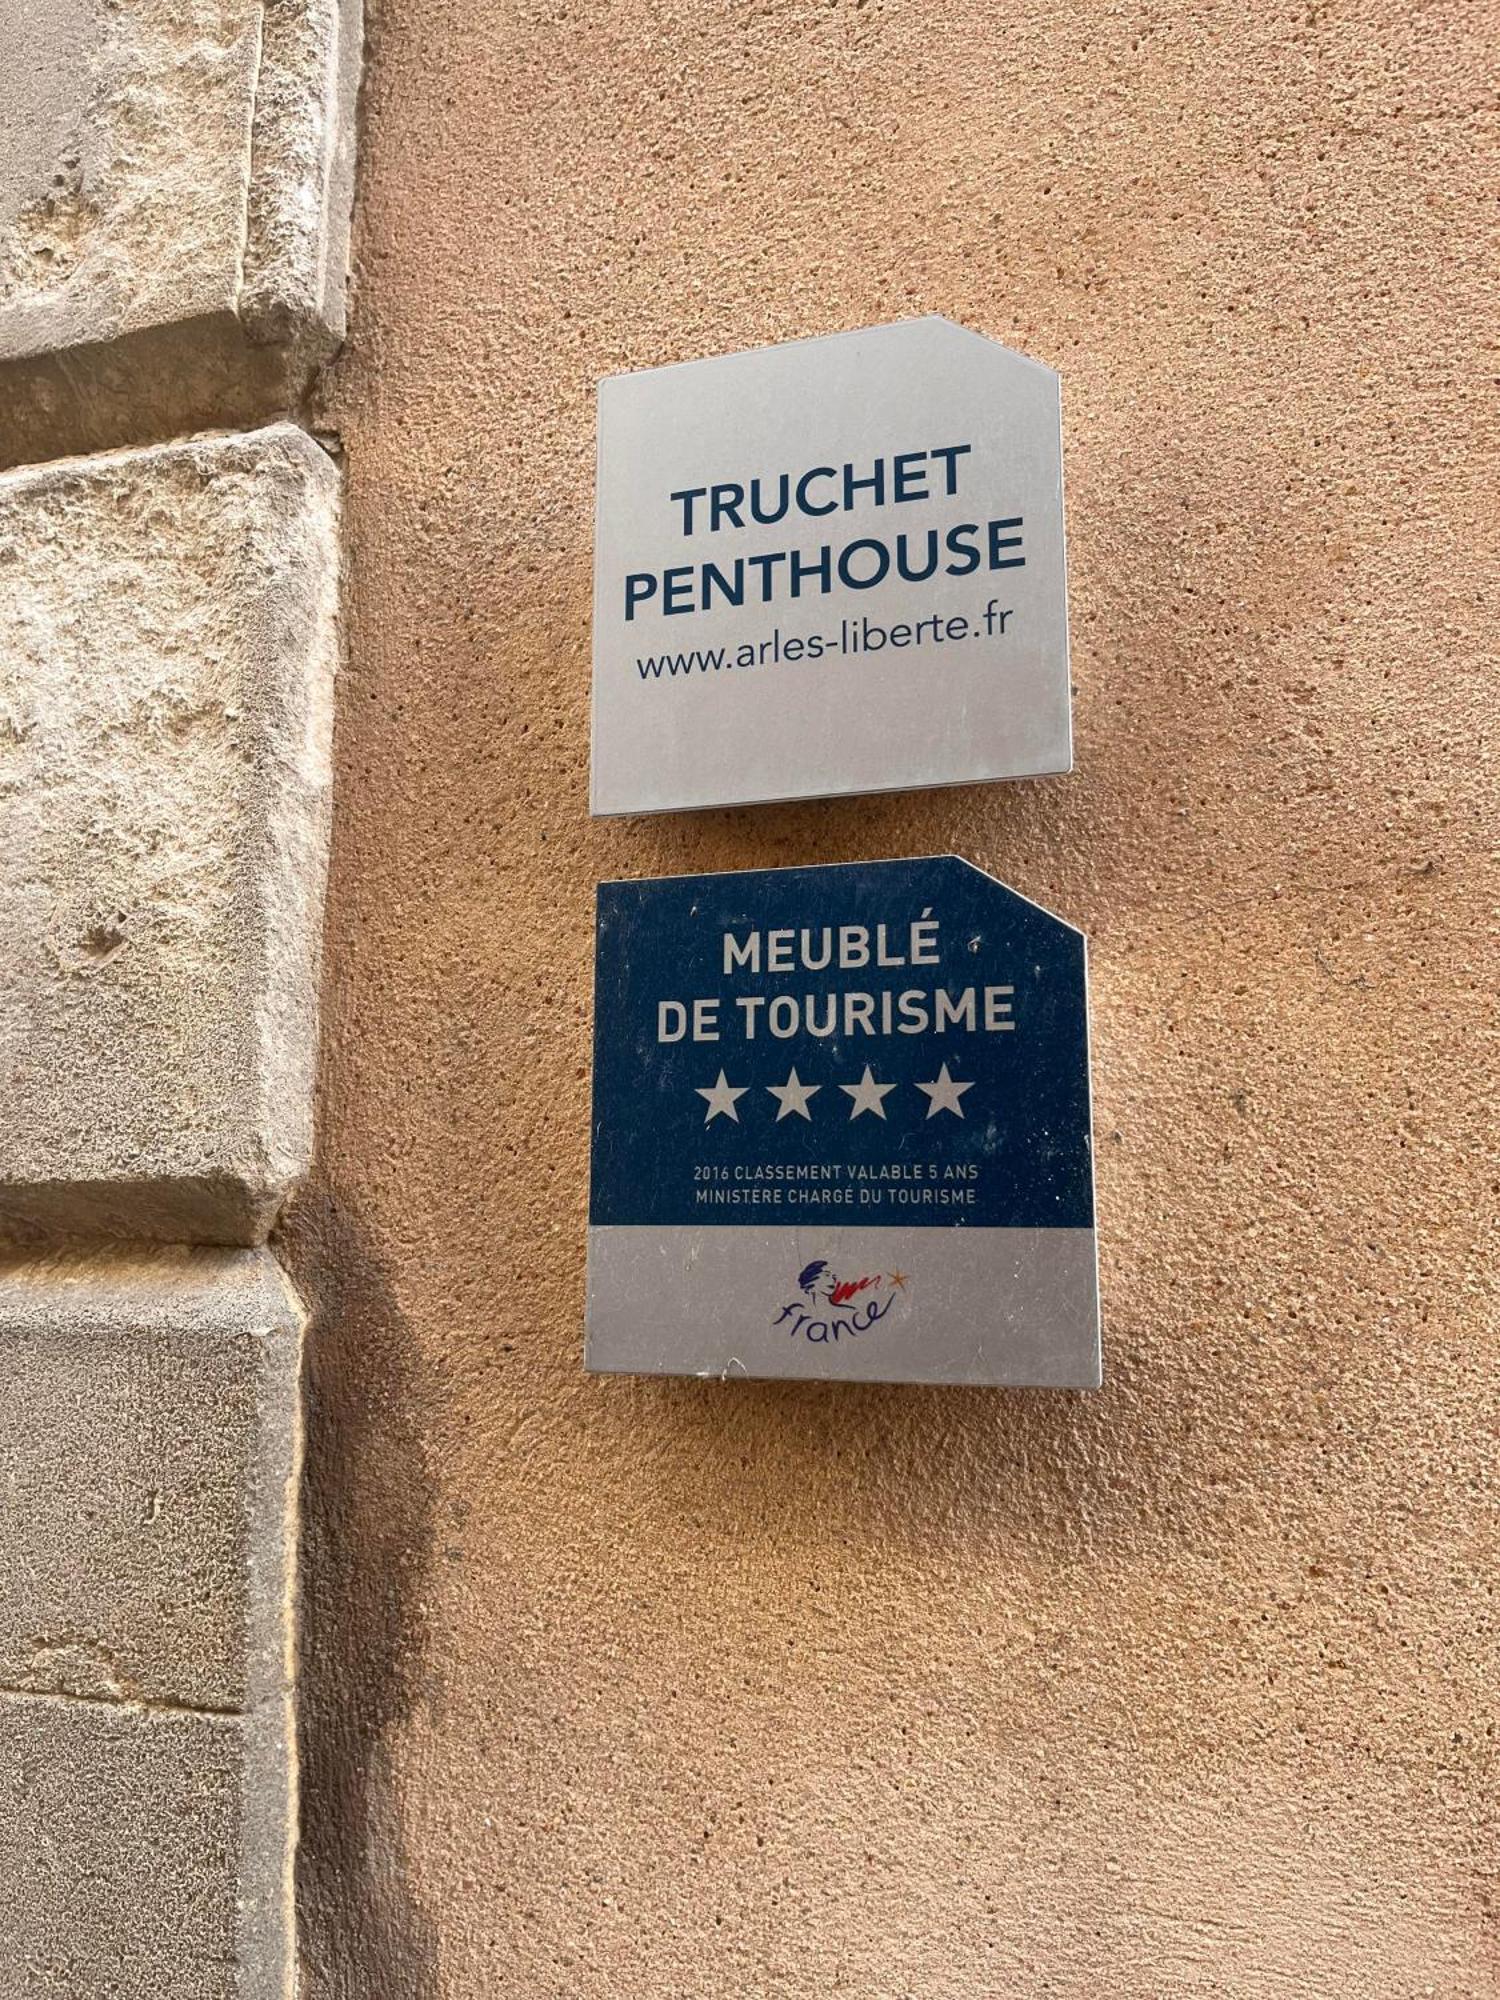 TRUCHET
PENTHOUSE
www.arles-liberte.fr
MEUBLÉ
DE TOURISME
★★★★
2016 CLASSEMENT VALABLE 5 ANS
MINISTÈRE CHARGÉ DU TOURISME
france